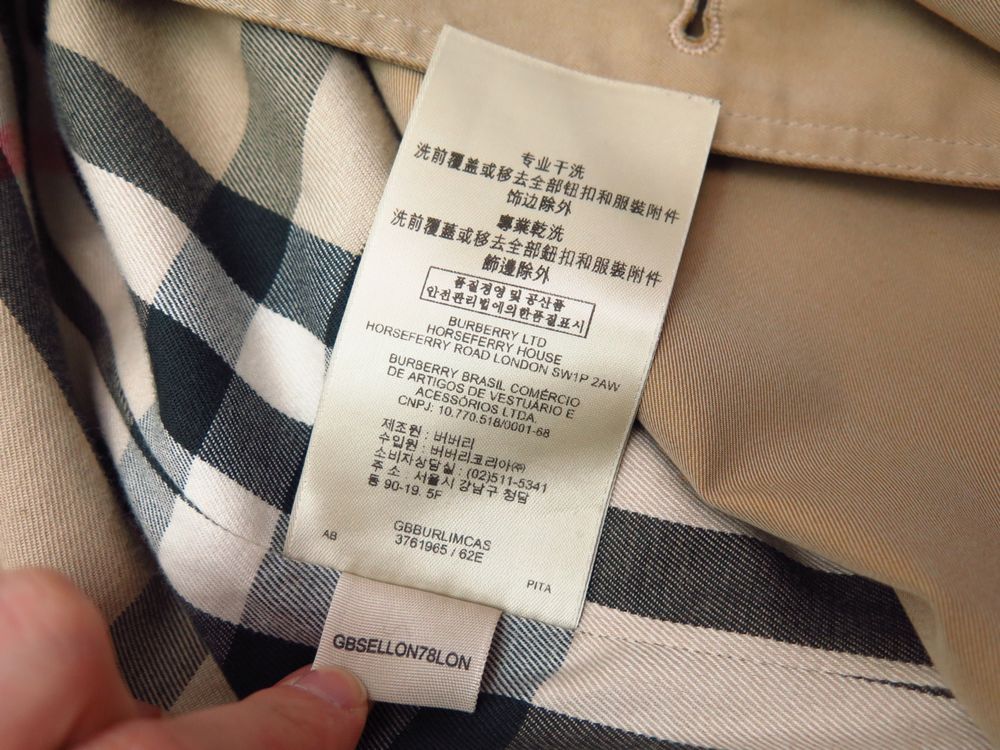 专业干洗
洗前覆盖或移去全部鈕扣和服裝附件
饰边除外
專業乾洗
洗前覆蓋或移去全部鈕扣和服裝附件
飾邊除外
품질경영 및 공산품
안전관리법에의한품질표시
BURBERRY LTD
HORSEFERRY HOUSE
HORSEFERRY ROAD LONDON SW1P 2AW
BURBERRY BRASIL COMÉRCIO
DE ARTIGOS DE VESTUÁRIO E
ACESSÓRIOS LTDA.
CNPJ: 10.770.518/0001-68
제조원 : 버버리
수입원 : 버버리코리아㈜
소비자상담실 : (02)511-5341
주 소 : 서울시 강남구 청담
동 90-19. 5F
GBBURLIMCAS
AB
3761965 / 62E
PITA
GBSELLON78LON